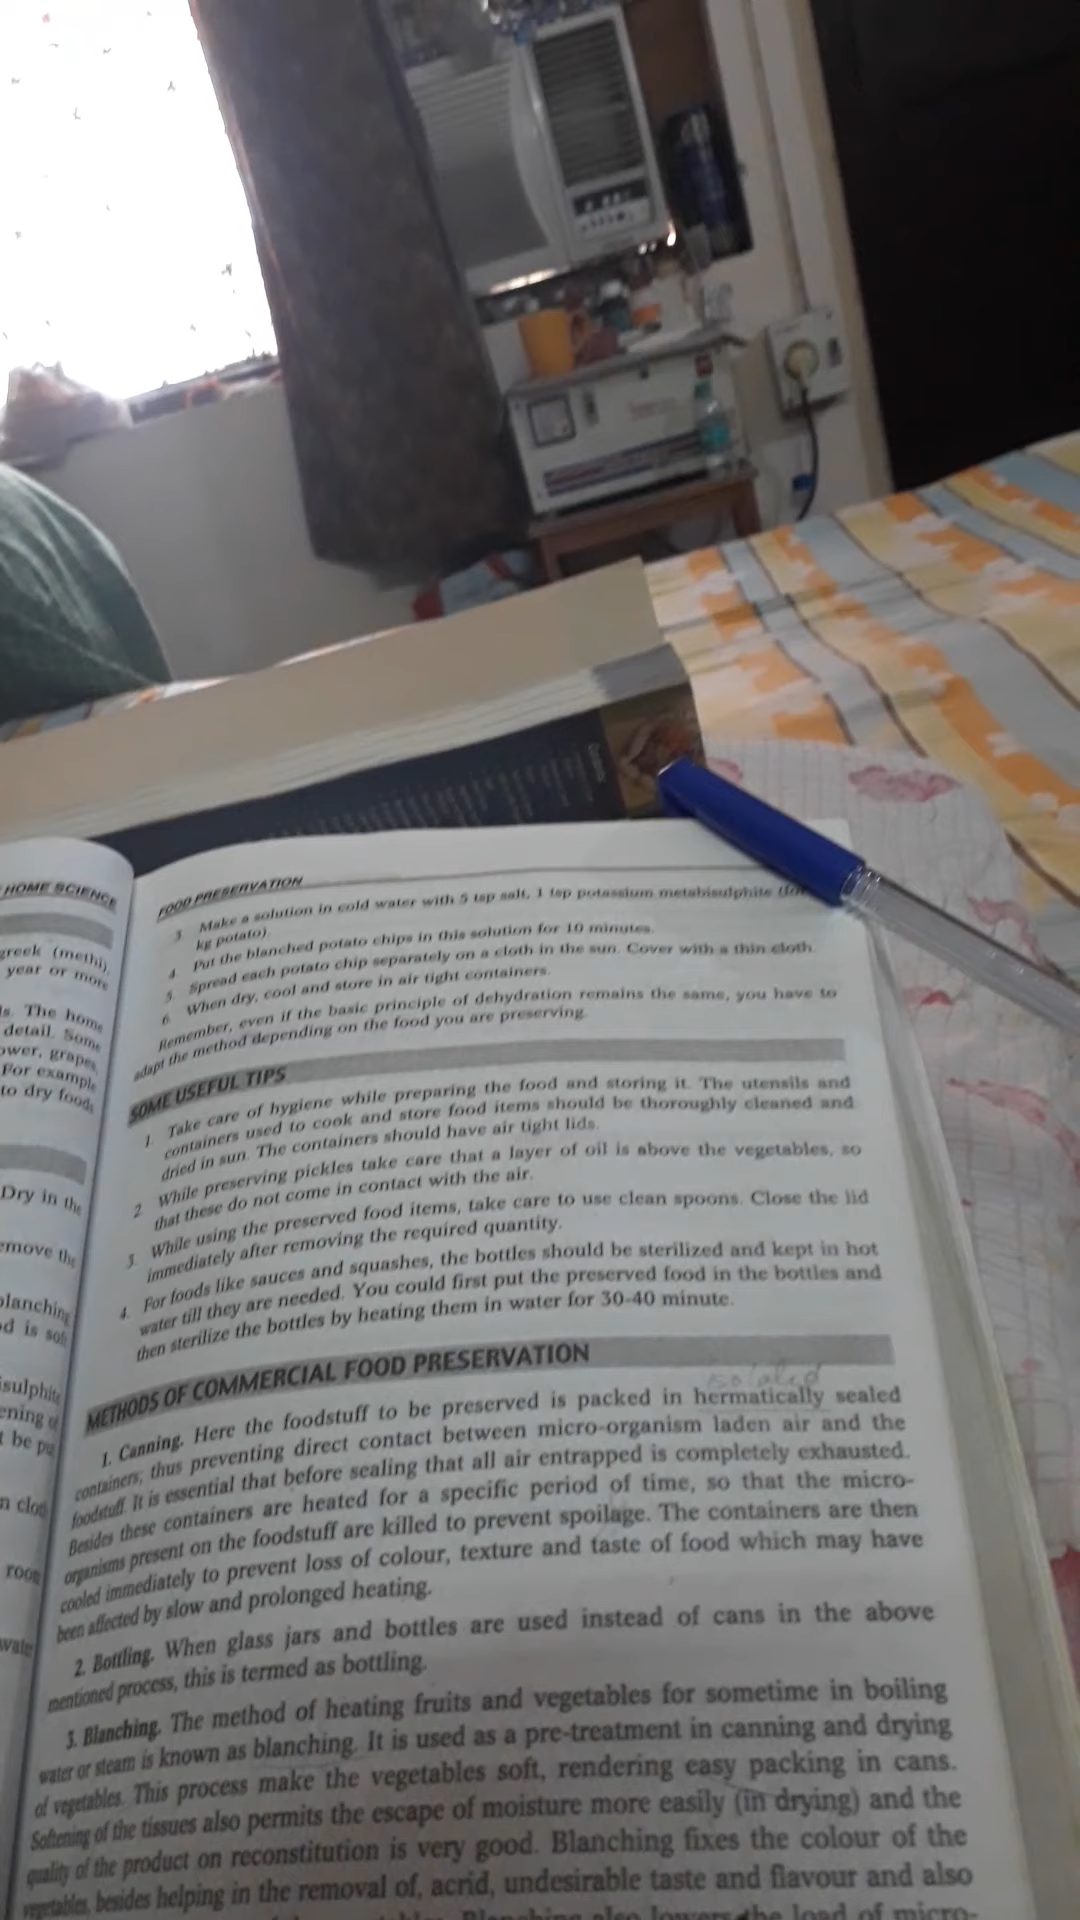 HOME SCIENCE
greek (methi),
year or more
ls. The home
detail. Some
ower, grapes,
For example
to dry foods
Dry in the
emove the
blanching
d is soft
isulphite
ening of
t be put
n cloth
room
water
FOOD PRESERVATION
3. Make a solution in cold water with 5 tsp salt, 1 tsp potassium metabisulphite (for
kg potato).
4. Put the blanched potato chips in this solution for 10 minutes.
5. Spread each potato chip separately on a cloth in the sun. Cover with a thin cloth.
6. When dry, cool and store in air tight containers.
Remember, even if the basic principle of dehydration remains the same, you have to
adapt the method depending on the food you are preserving.
SOME USEFUL TIPS
1. Take care of hygiene while preparing the food and storing it. The utensils and
containers used to cook and store food items should be thoroughly cleaned and
dried in sun. The containers should have air tight lids.
2. While preserving pickles take care that a layer of oil is above the vegetables, so
that these do not come in contact with the air.
3. While using the preserved food items, take care to use clean spoons. Close the lid
immediately after removing the required quantity.
4. For foods like sauces and squashes, the bottles should be sterilized and kept in hot
water till they are needed. You could first put the preserved food in the bottles and
then sterilize the bottles by heating them in water for 30-40 minute.
METHODS OF COMMERCIAL FOOD PRESERVATION
1. Canning. Here the foodstuff to be preserved is packed in hermatically sealed
containers; thus preventing direct contact between micro-organism laden air and the
foodstuff. It is essential that before sealing that all air entrapped is completely exhausted.
Besides these containers are heated for a specific period of time, so that the micro-
organisms present on the foodstuff are killed to prevent spoilage. The containers are then
cooled immediately to prevent loss of colour, texture and taste of food which may have
been affected by slow and prolonged heating.
2. Bottling. When glass jars and bottles are used instead of cans in the above
mentioned process, this is termed as bottling.
3. Blanching. The method of heating fruits and vegetables for sometime in boiling
water or steam is known as blanching. It is used as a pre-treatment in canning and drying
of vegetables. This process make the vegetables soft, rendering easy packing in cans.
Softening of the tissues also permits the escape of moisture more easily (in drying) and the
quality of the product on reconstitution is very good. Blanching fixes the colour of the
vegetables, besides helping in the removal of, acrid, undesirable taste and flavour and also
Blanching also lowers the load of micro-